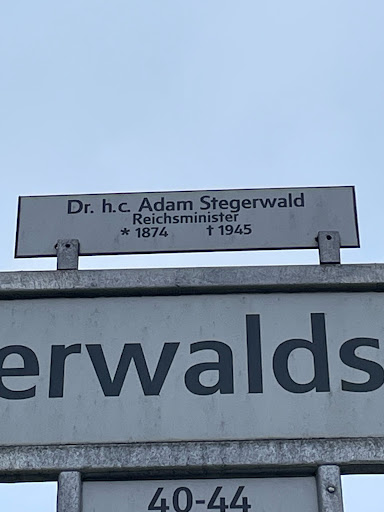 Dr. h.c. Adam Stegerwald
Reichsminister
* 1874 † 1945
erwalds
40-44